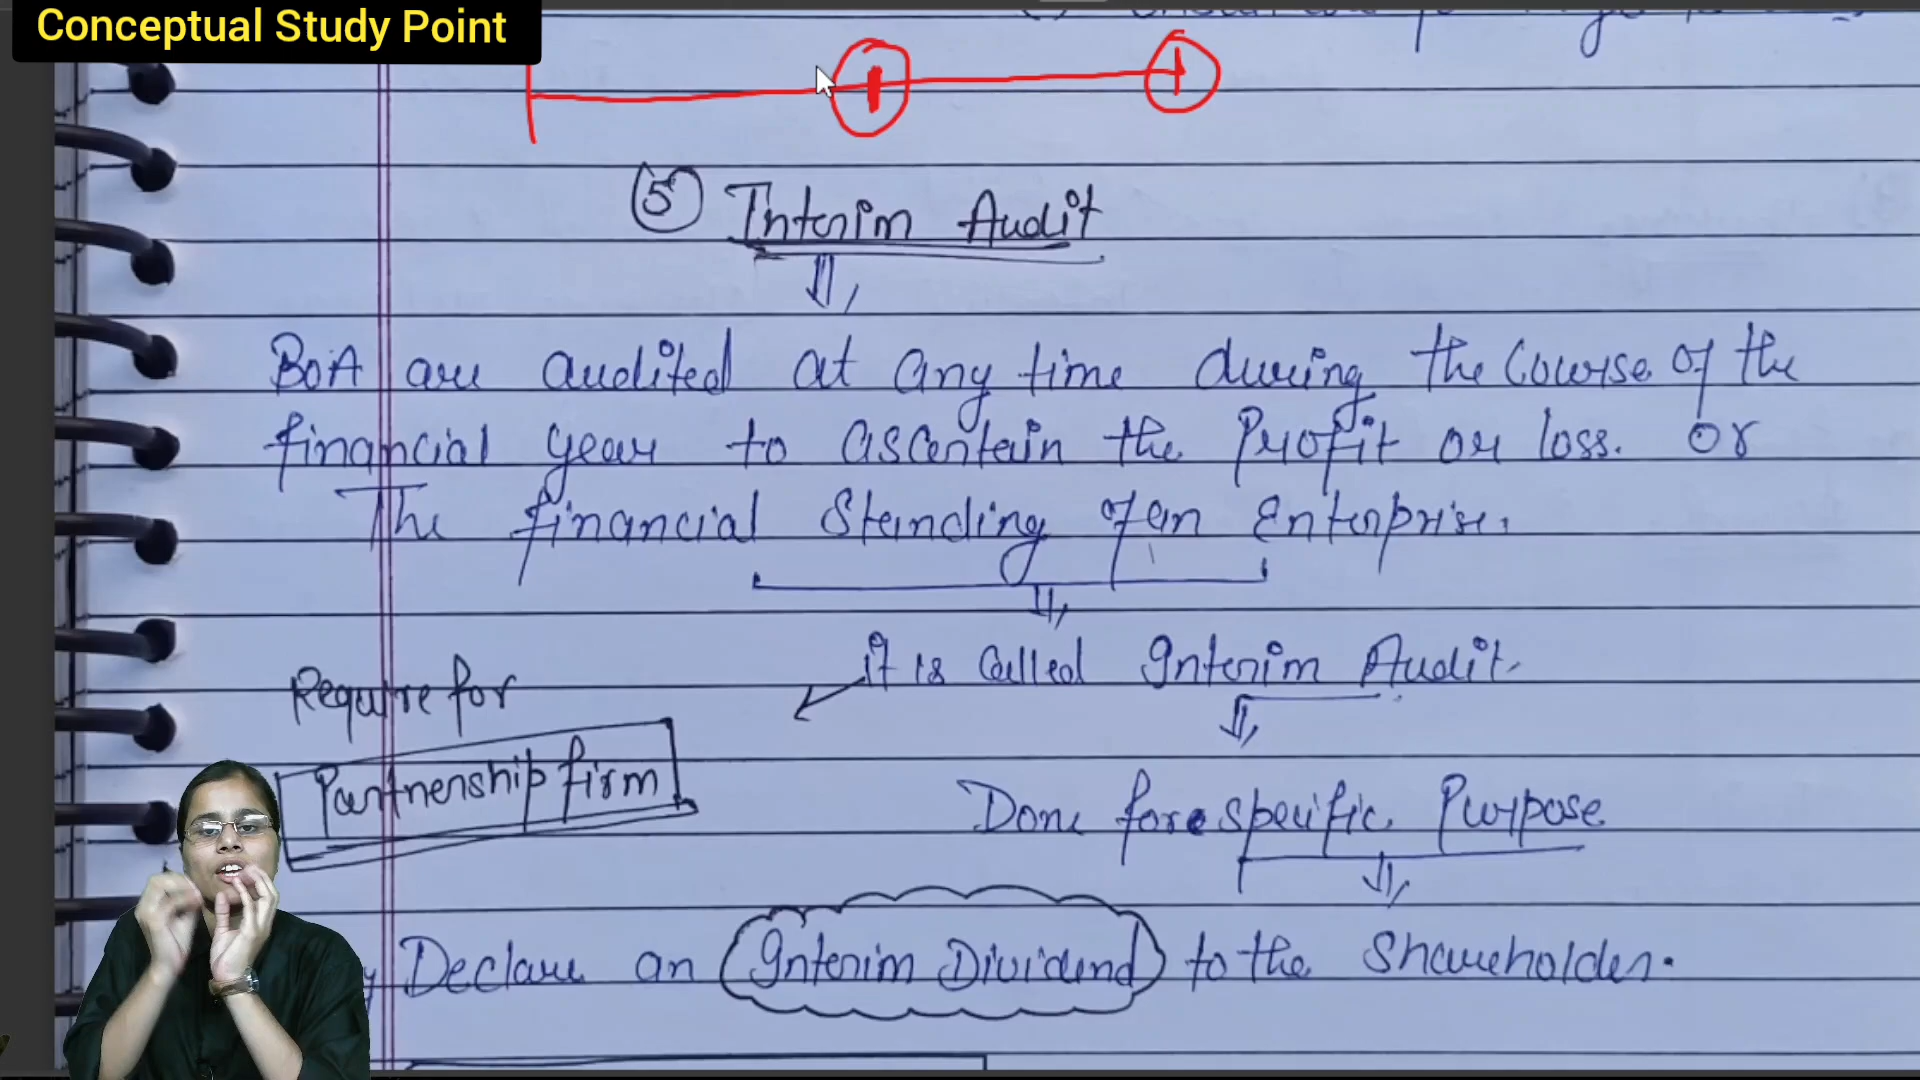 Conceptual Study Point
⑤ Interim Audit
BOA are audited at any time during the Course of the
financial year to ascertain the Profit or loss. Or
The financial Standing of an Enterprise.
it is Called Interim Audit.
Require for
Partnership firm
Done for specific Purpose
Declare an Interim Dividend to the Shareholder.